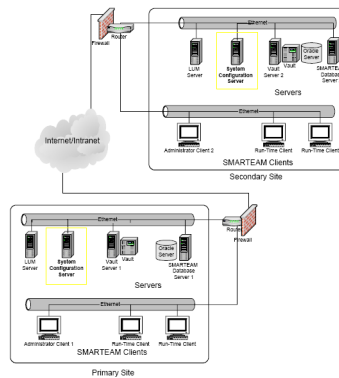 Ethernet
Firewall
Router
LUM
Server
System
Configuration
Server
Vault
Server 2
Vault
Oracle
Server
SMARTEAM
Database
Server
Servers
Ethernet
Internet/Intranet
Administrator Client 2
Run-Time Client
Run-Time Client
SMARTEAM Clients
Secondary Site
Ethernet
Router
Firewall
LUM
Server
System
Configuration
Server
Vault
Server 1
Vault
Oracle
Server
SMARTEAM
Database
Server 1
Servers
Ethernet
Administrator Client 1
Run-Time Client
Run-Time Client
SMARTEAM Clients
Primary Site